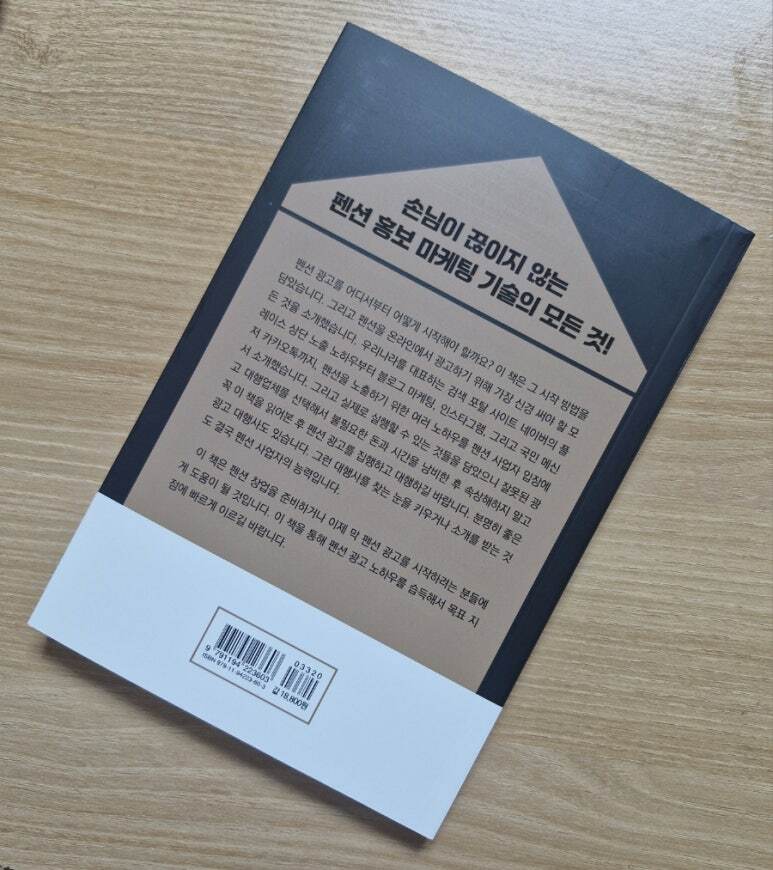 손님이 끊이지 않는
펜션 홍보 마케팅 기술의 모든 것!
펜션 광고를 어디서부터 어떻게 시작해야 할까요? 이 책은 그 시작 방법을
담았습니다. 그리고 펜션을 온라인에서 광고하기 위해 가장 신경 써야 할 모
든 것을 소개했습니다. 우리나라를 대표하는 검색 포털 사이트 네이버의 플
레이스 상단 노출 노하우부터 블로그 마케팅, 인스타그램, 그리고 국민 메신
저 카카오톡까지, 펜션을 노출하기 위한 여러 노하우를 펜션 사업자 입장에
서 소개했습니다. 그리고 실제로 실행할 수 있는 것들을 담았으니 잘못된 광
고 대행업체를 선택해서 불필요한 돈과 시간을 낭비한 후 속상해하지 말고
꼭 이 책을 읽어본 후 펜션 광고를 집행하고 대행하길 바랍니다. 분명히 좋은
광고 대행사도 있습니다. 그런 대행사를 찾는 눈을 키우거나 소개를 받는 것
도 결국 펜션 사업자의 능력입니다.
이 책은 펜션 창업을 준비하거나 이제 막 펜션 광고를 시작하려는 분들에
게 도움이 될 것입니다. 이 책을 통해 펜션 광고 노하우를 습득해서 목표 지
점에 빠르게 이르길 바랍니다.
03320
9 791194 223603
ISBN 979-11-94223-60-3
값 18,800원